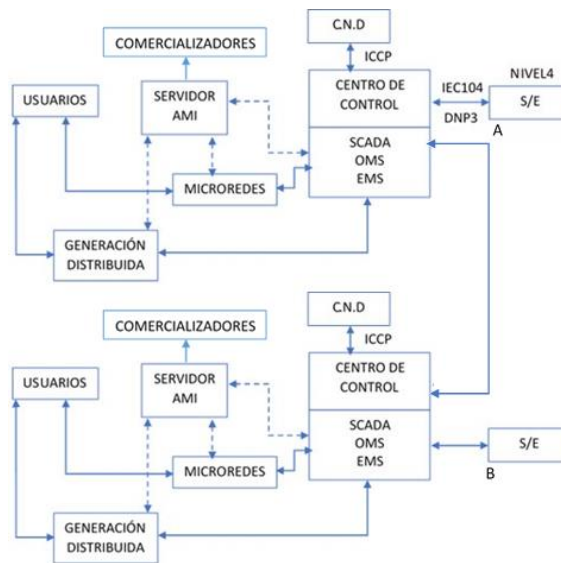 C.N.D
COMERCIALIZADORES
ICCP
CENTRO DE
CONTROL
IEC104
NIVEL4
USUARIOS
SERVIDOR
AMI
S/E
DNP3
A
SCADA
OMS
EMS
MICROREDES
GENERACIÓN
DISTRIBUIDA
C.N.D
COMERCIALIZADORES
ICCP
CENTRO DE
CONTROL
USUARIOS
SERVIDOR
AMI
SCADA
OMS
EMS
S/E
B
MICROREDES
GENERACIÓN
DISTRIBUIDA